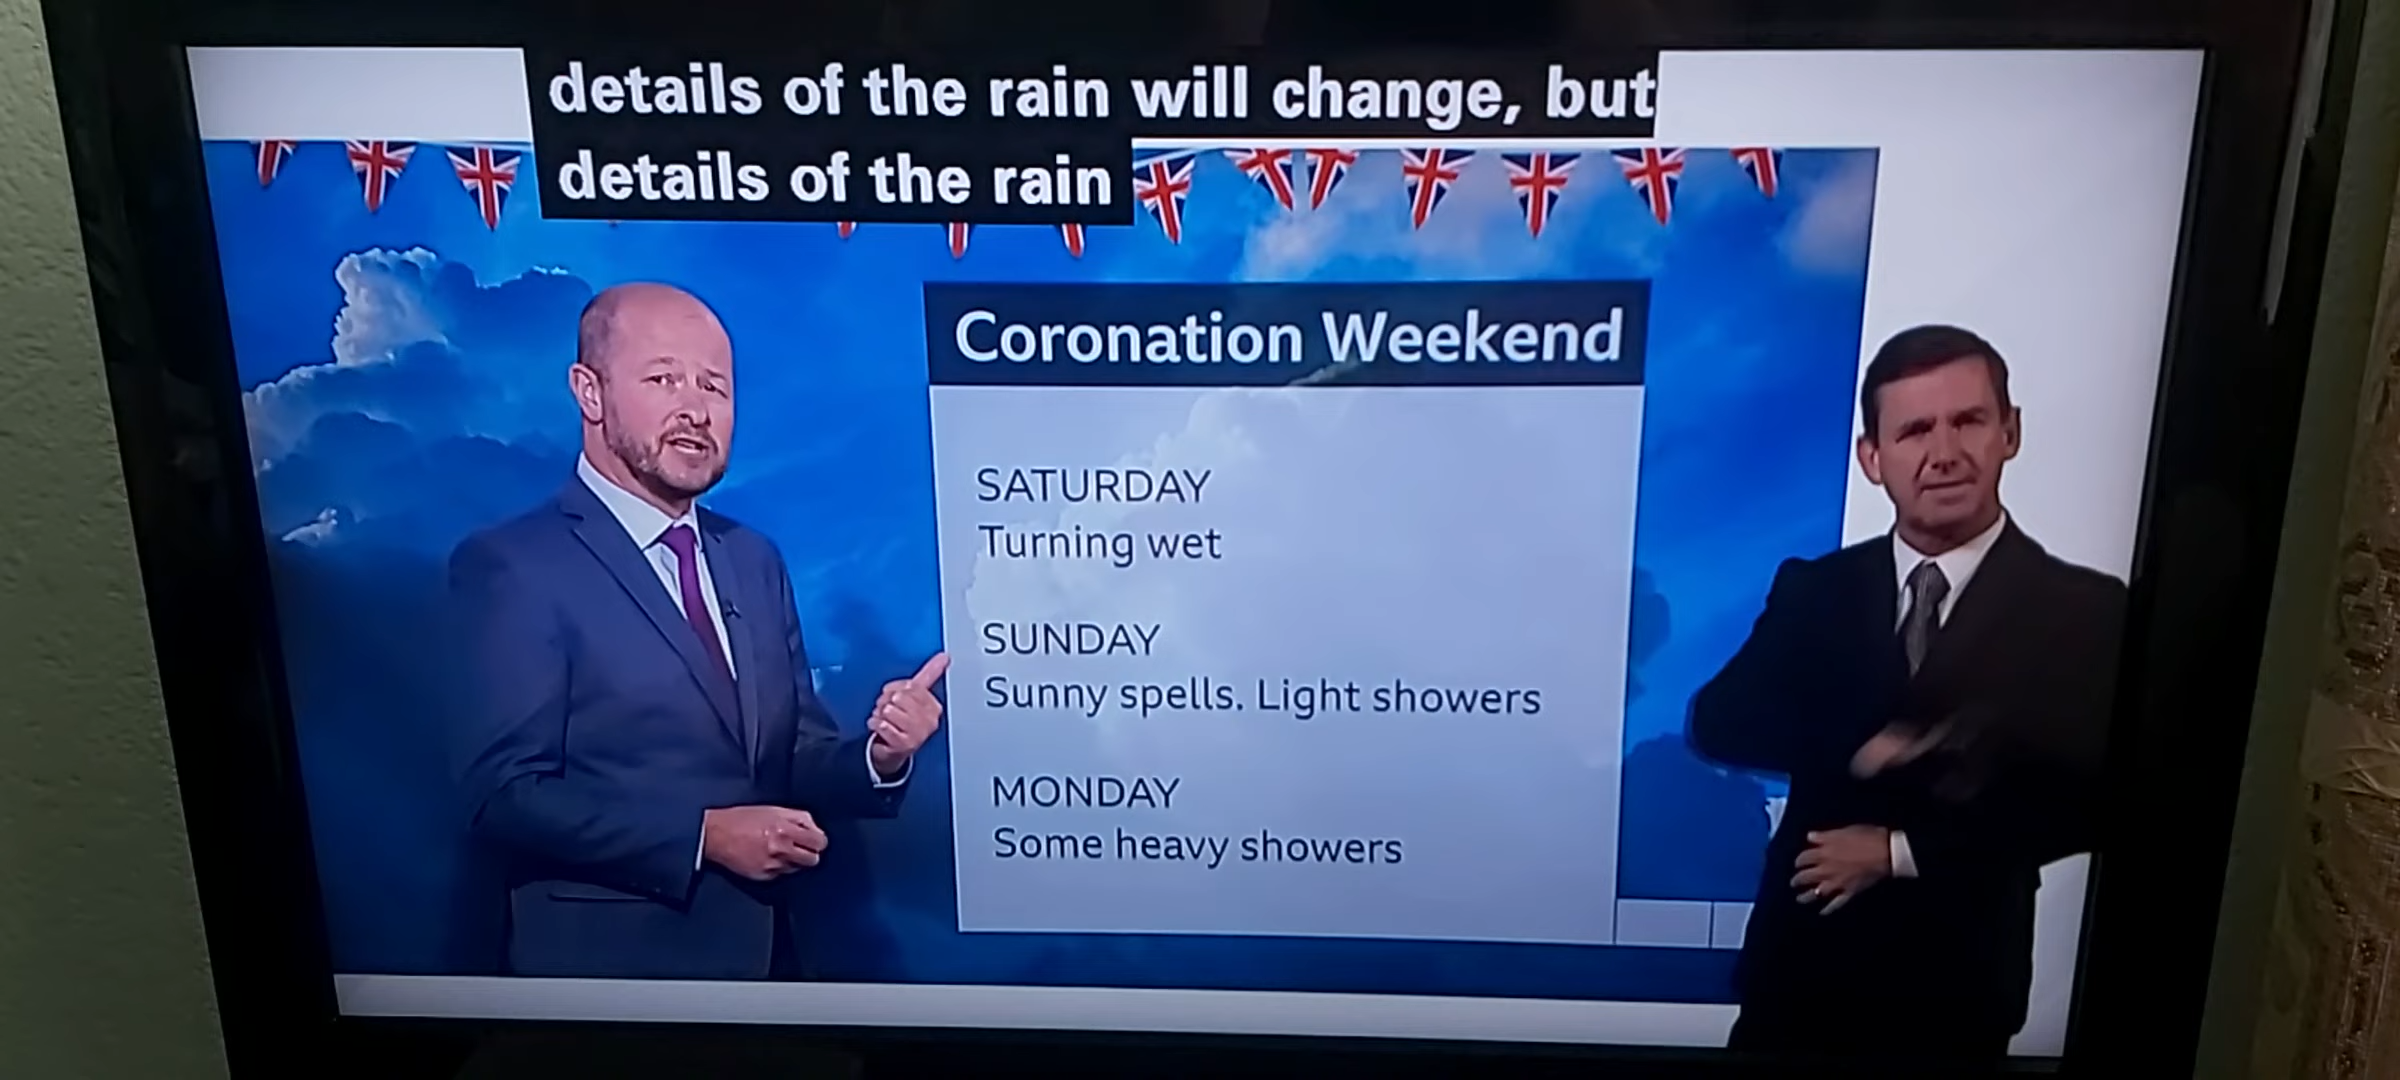 details of the rain will change, but
details of the rain
Coronation Weekend
SATURDAY
Turning wet
SUNDAY
Sunny spells. Light showers
MONDAY
Some heavy showers